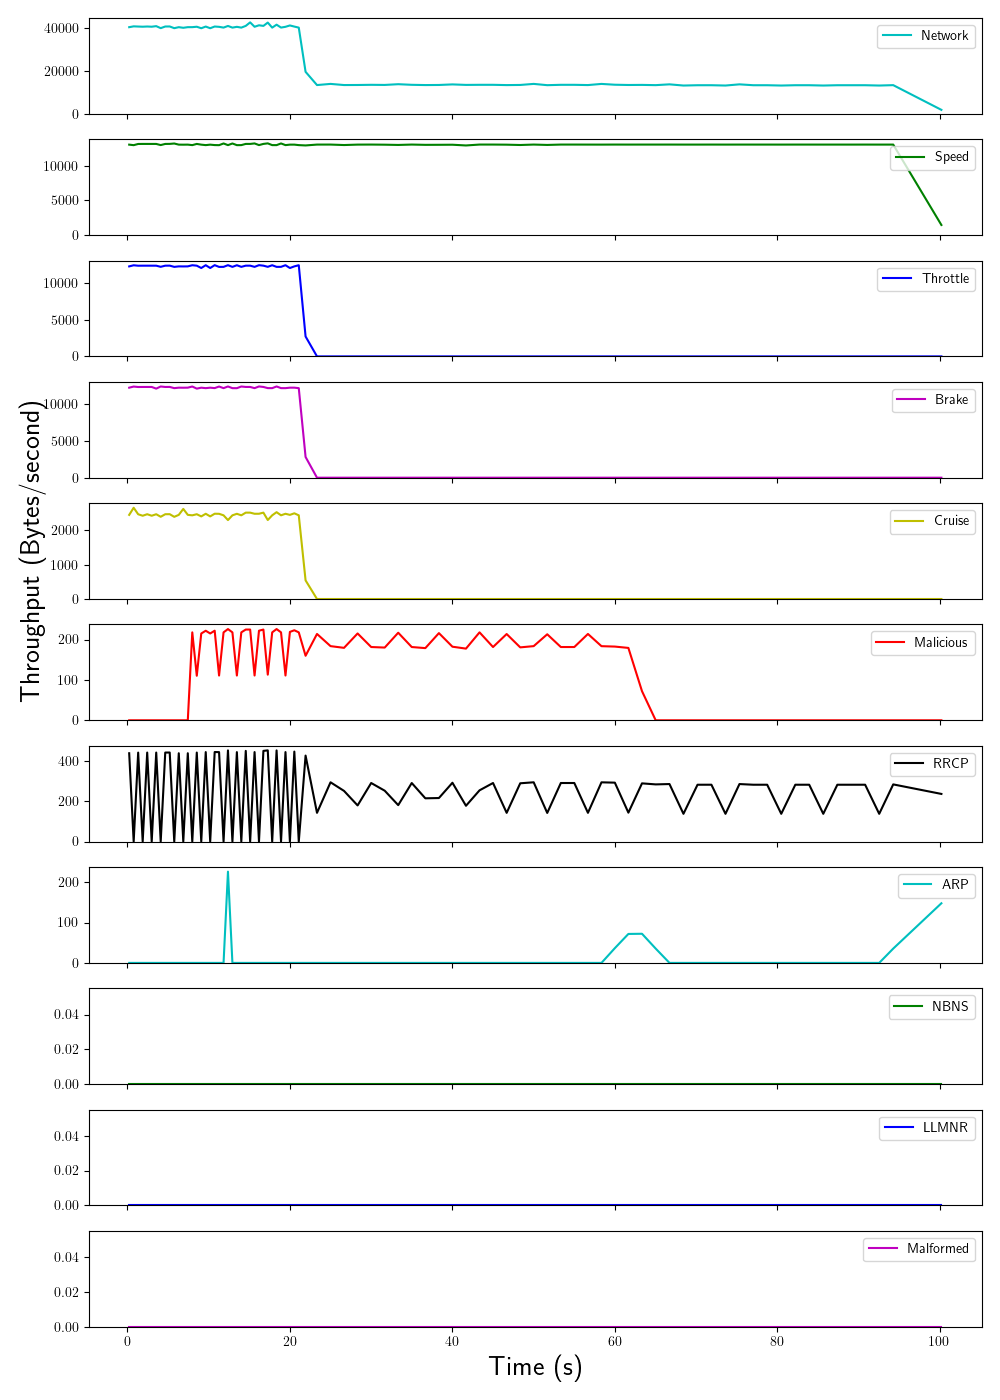 40000
20000
0
Network
10000
5000
0
Speed
10000
5000
0
Throttle
10000
5000
0
Brake
2000
1000
0
Cruise
200
100
0
Malicious
400
200
0
RRCP
200
100
0
ARP
0.04
0.02
0.00
NBNS
0.04
0.02
0.00
LLMNR
0.04
0.02
0.00
Malformed
0 20 40 60 80 100
Time (s)
Throughput (Bytes/second)